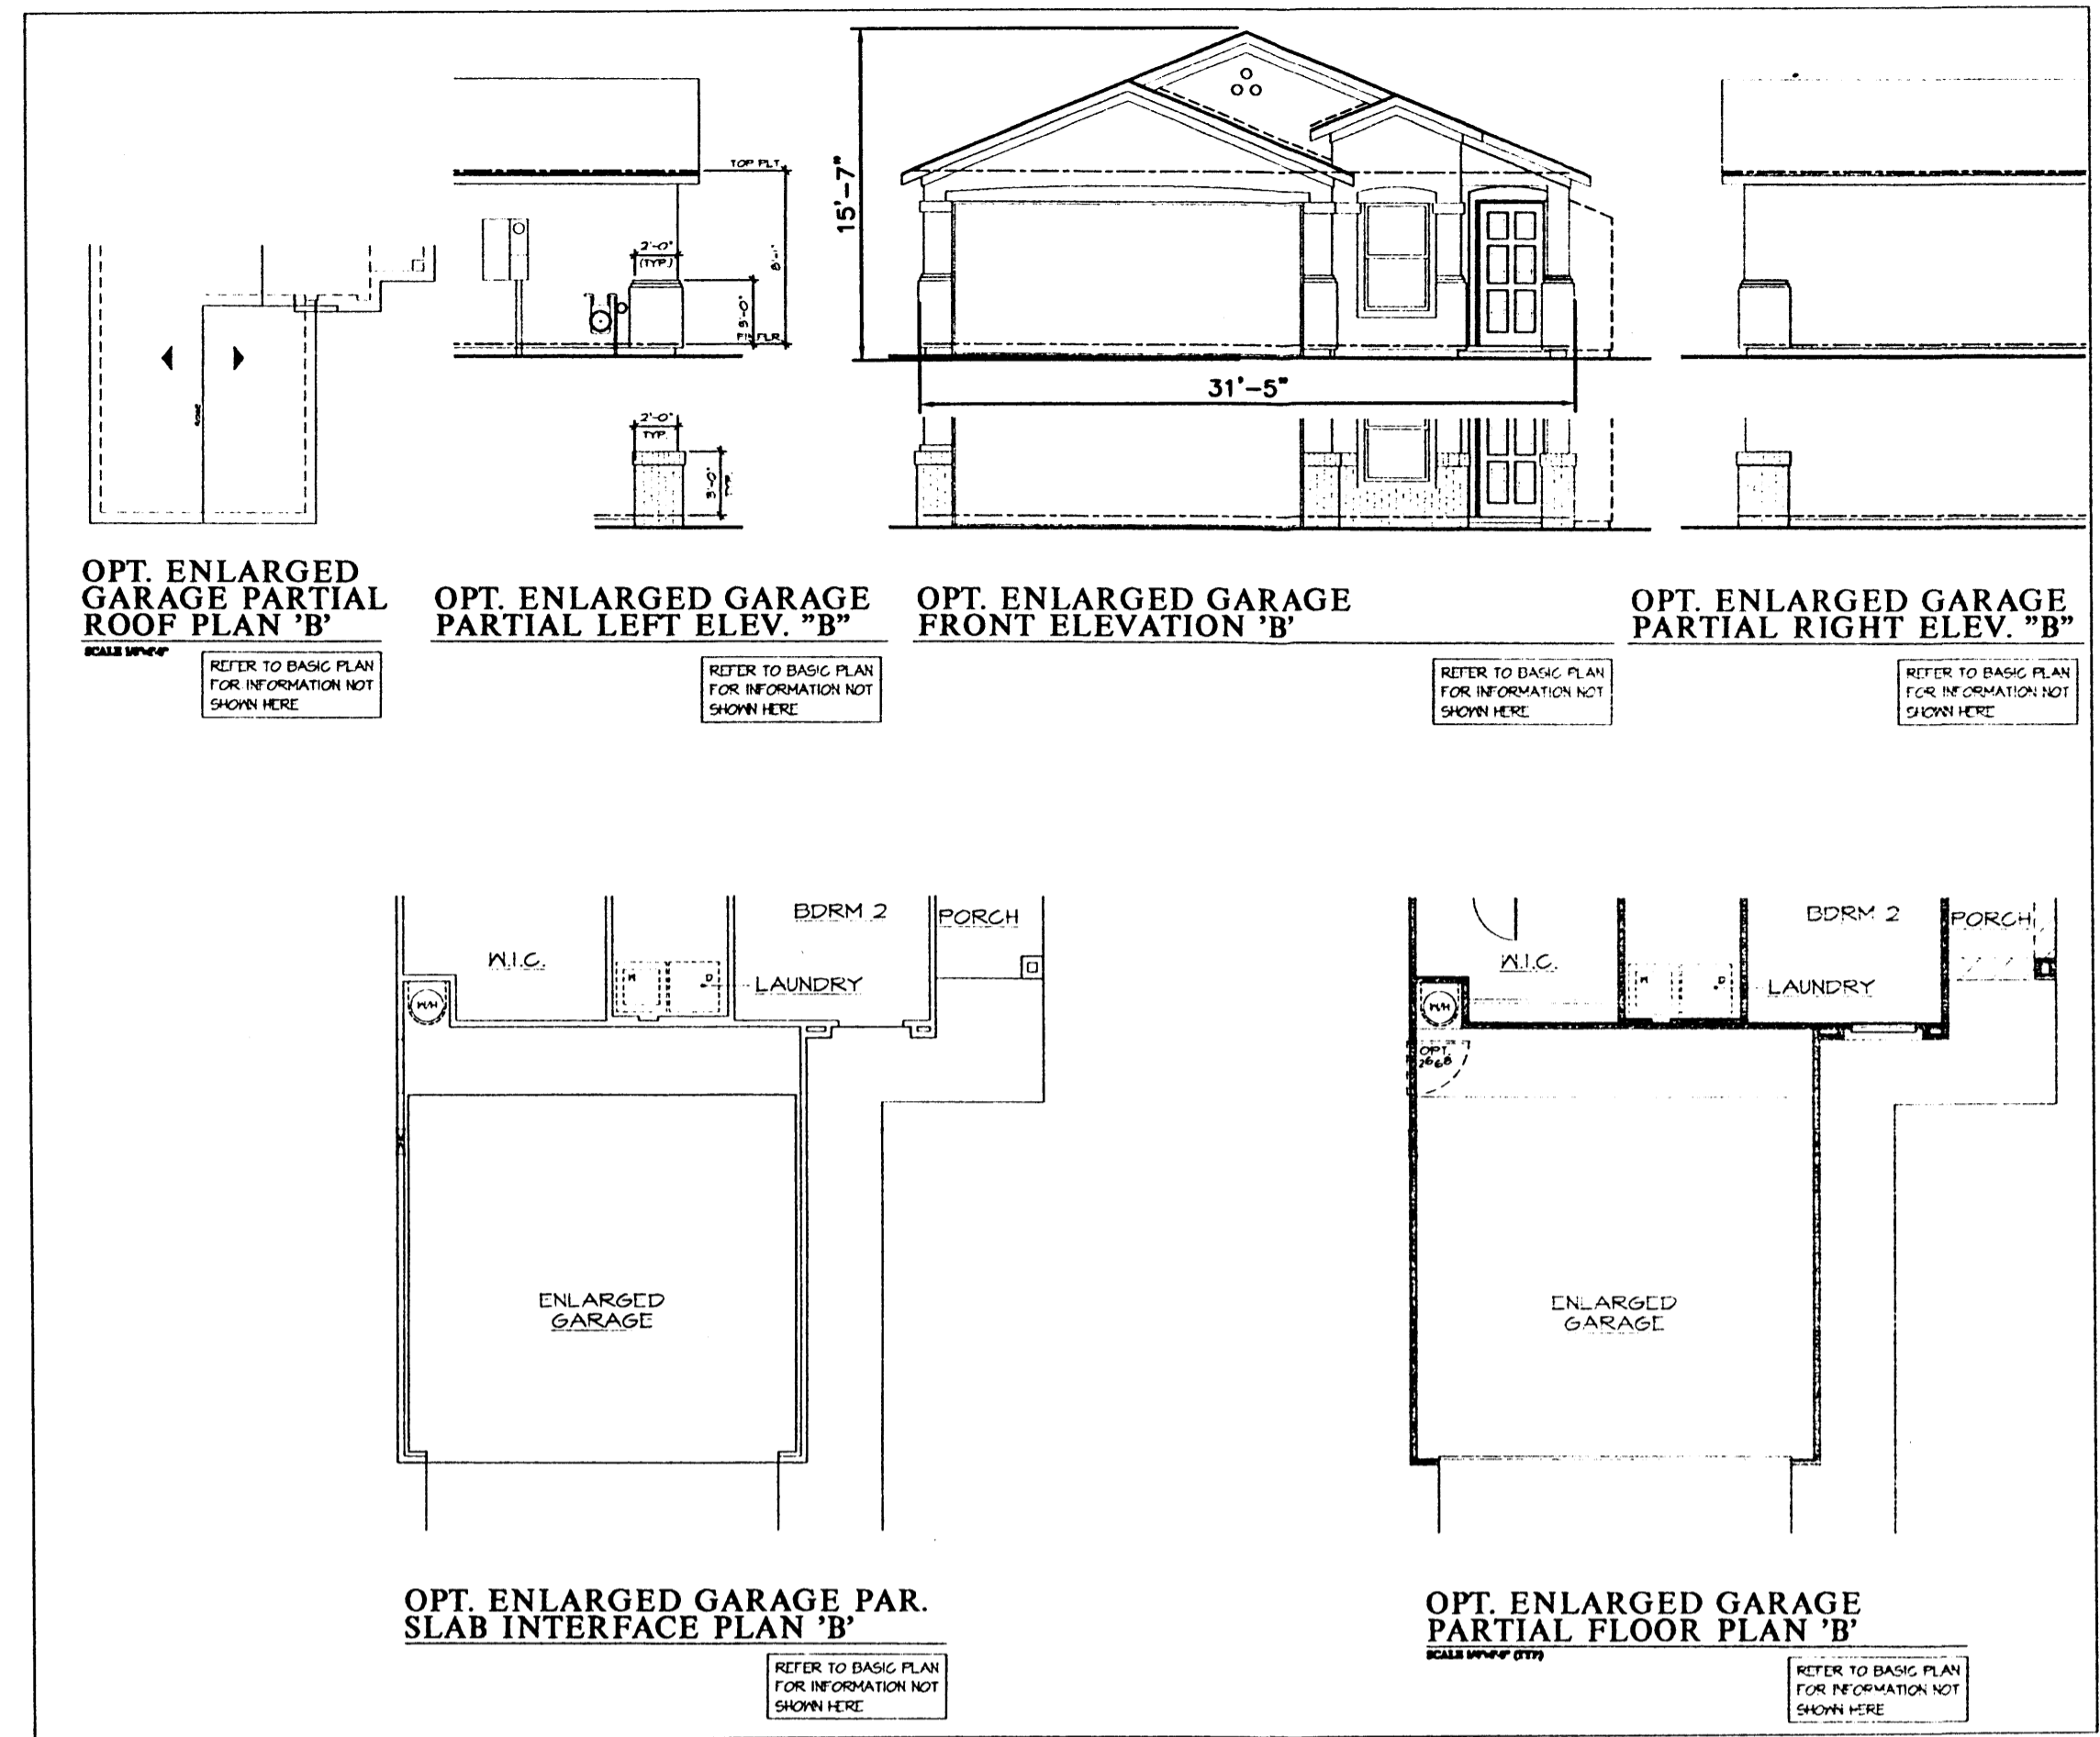 15'-7"
TOP PLT.
2'-0"
(TYP.)
8'-1"
3'-0"
FIN FLR.
31'-5"
2'-0"
TYP.
3'-0"
TYP.
RIDGE
OPT. ENLARGED
GARAGE PARTIAL
ROOF PLAN 'B'
REFER TO BASIC PLAN
FOR INFORMATION NOT
SHOWN HERE
OPT. ENLARGED GARAGE
PARTIAL LEFT ELEV. "B"
REFER TO BASIC PLAN
FOR INFORMATION NOT
SHOWN HERE
OPT. ENLARGED GARAGE
FRONT ELEVATION 'B'
REFER TO BASIC PLAN
FOR INFORMATION NOT
SHOWN HERE
OPT. ENLARGED GARAGE
PARTIAL RIGHT ELEV. "B"
REFER TO BASIC PLAN
FOR INFORMATION NOT
SHOWN HERE
BDRM 2
PORCH
W.I.C.
W
D
LAUNDRY
W/H
ENLARGED
GARAGE
OPT. ENLARGED GARAGE PAR.
SLAB INTERFACE PLAN 'B'
REFER TO BASIC PLAN
FOR INFORMATION NOT
SHOWN HERE
BDRM 2
PORCH
W.I.C.
W
D
LAUNDRY
W/H
OPT.
2668
ENLARGED
GARAGE
OPT. ENLARGED GARAGE
PARTIAL FLOOR PLAN 'B'
REFER TO BASIC PLAN
FOR INFORMATION NOT
SHOWN HERE